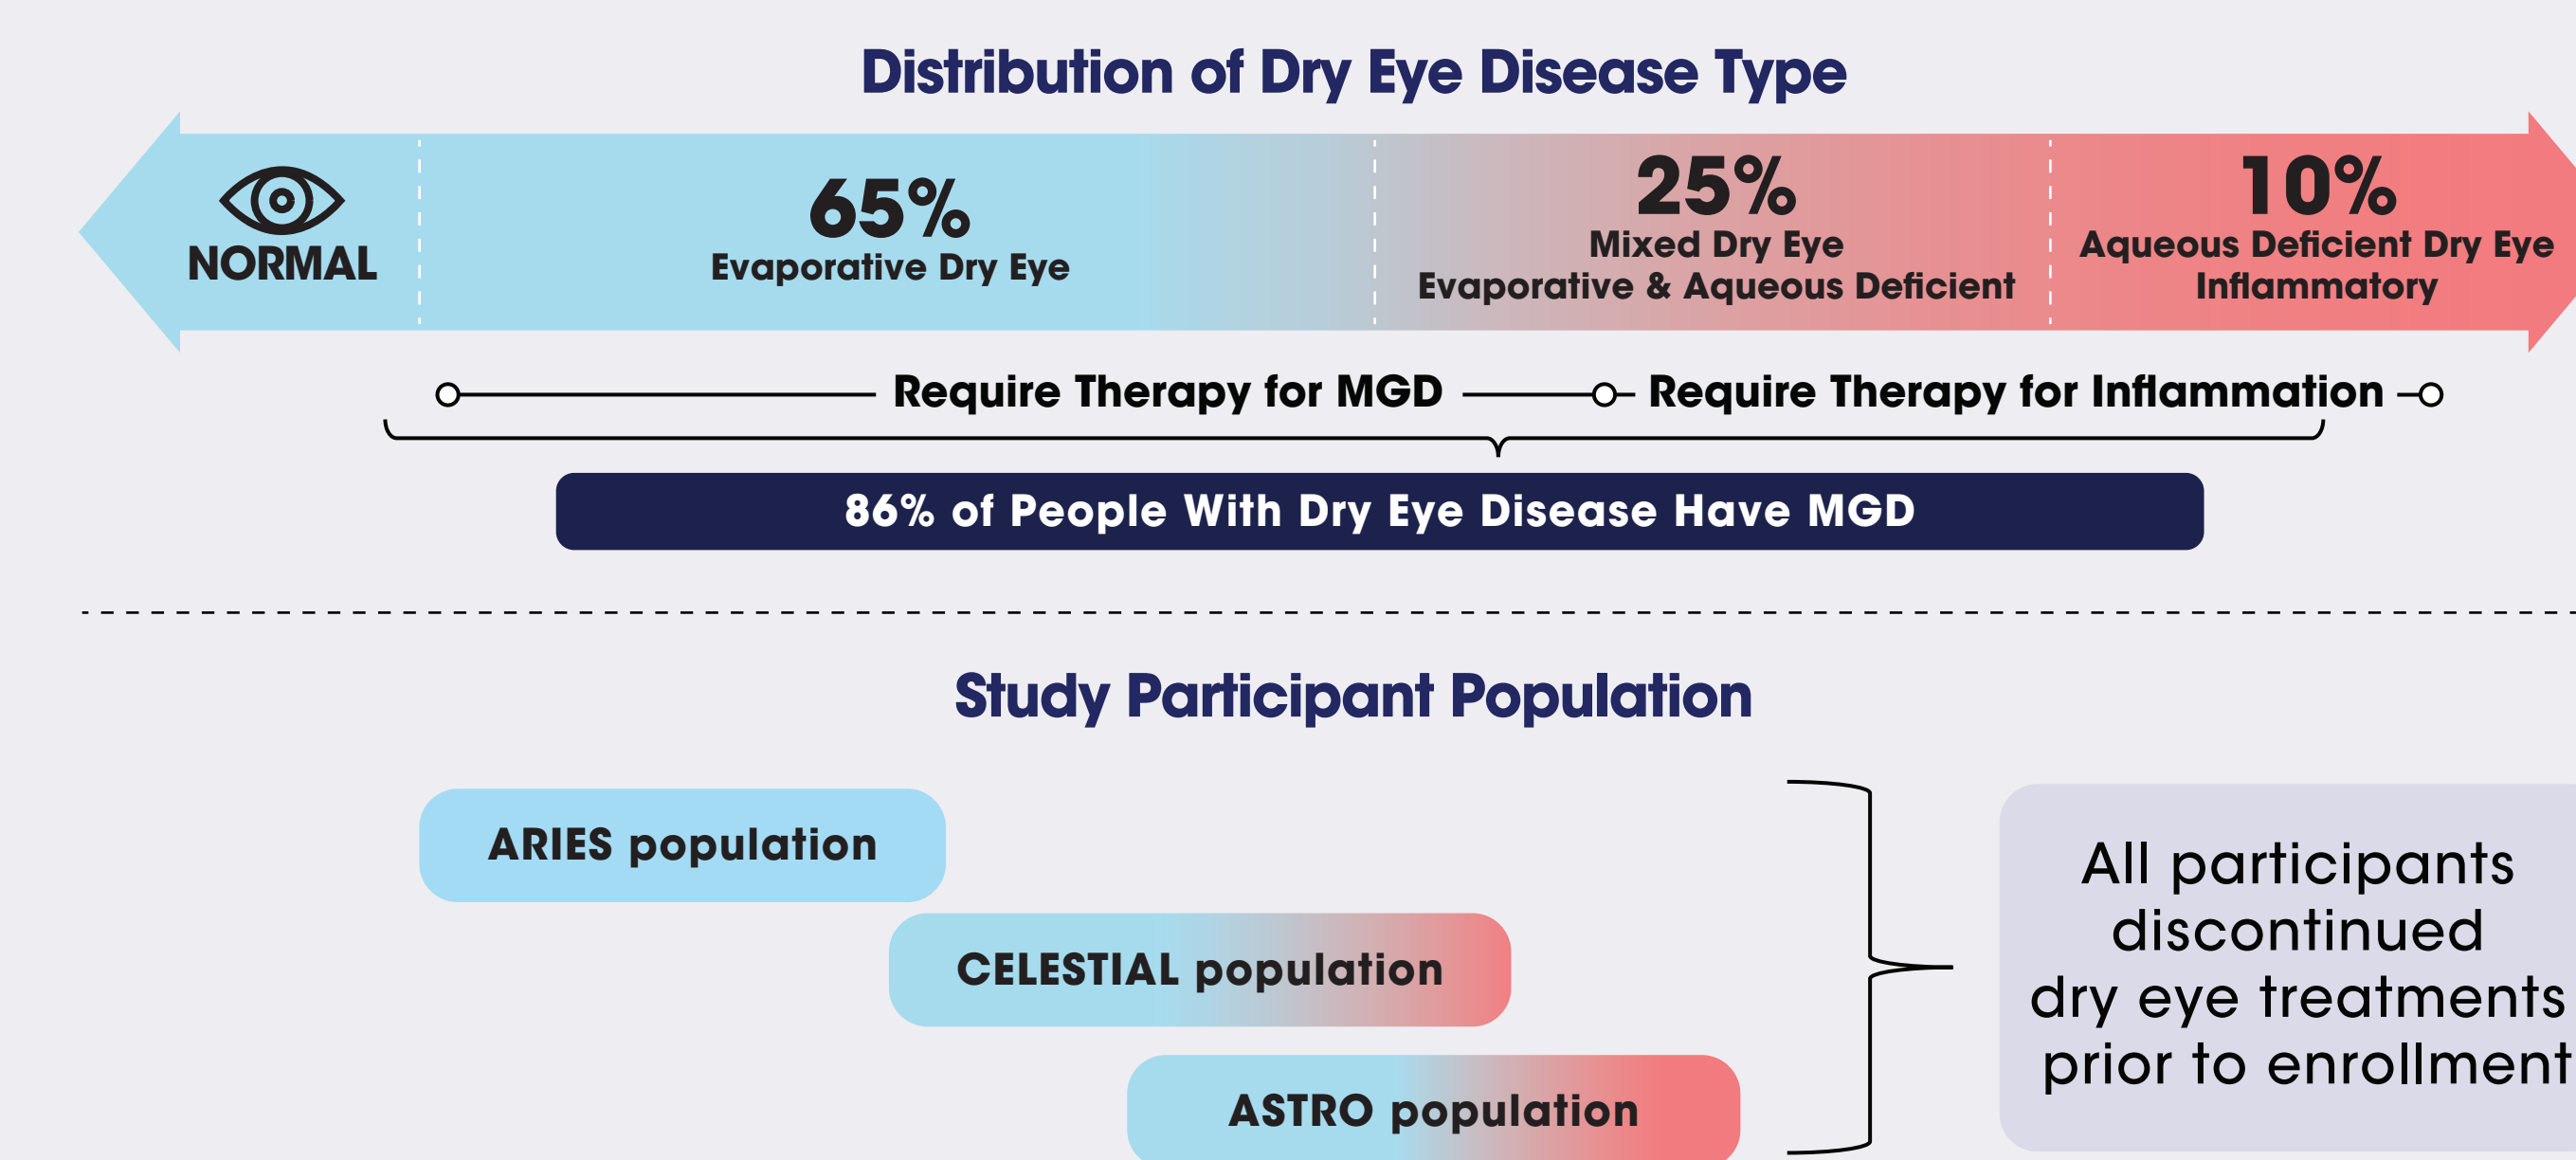 Distribution of Dry Eye Disease Type
NORMAL
65%
Evaporative Dry Eye
25%
Mixed Dry Eye
Evaporative & Aqueous Deficient
10%
Aqueous Deficient Dry Eye
Inflammatory
Require Therapy for MGD
Require Therapy for Inflammation
86% of People With Dry Eye Disease Have MGD
Study Participant Population
ARIES population
CELESTIAL population
ASTRO population
All participants
discontinued
dry eye treatments
prior to enrollment